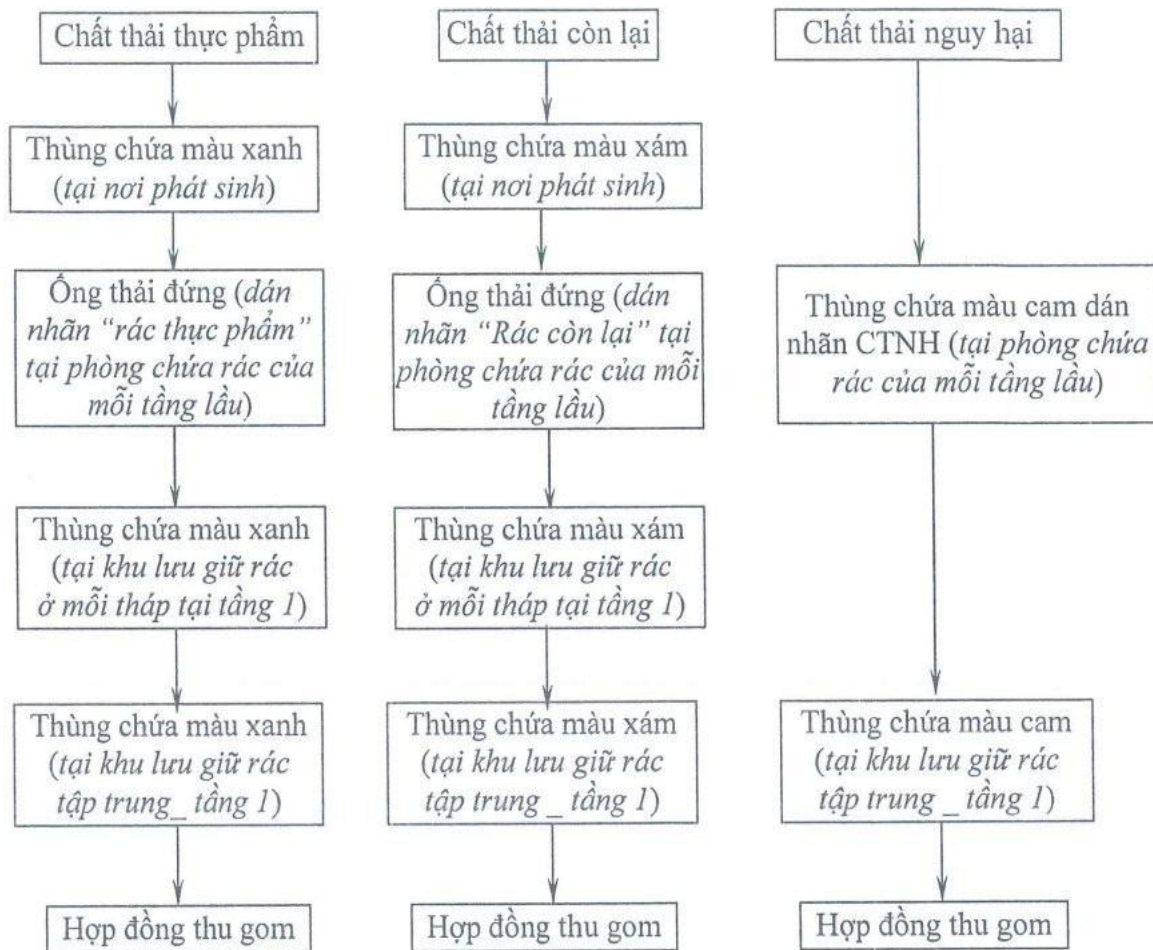 Chất thải thực phẩm
Thùng chứa màu xanh
(tại nơi phát sinh)
Ống thải đứng (dán
nhãn “rác thực phẩm”
tại phòng chứa rác của
mỗi tầng lầu)
Thùng chứa màu xanh
(tại khu lưu giữ rác
ở mỗi tháp tại tầng 1)
Thùng chứa màu xanh
(tại khu lưu giữ rác
tập trung_ tầng 1)
Hợp đồng thu gom
Chất thải còn lại
Thùng chứa màu xám
(tại nơi phát sinh)
Ống thải đứng (dán
nhãn “Rác còn lại” tại
phòng chứa rác của mỗi
tầng lầu)
Thùng chứa màu xám
(tại khu lưu giữ rác
ở mỗi tháp tại tầng 1)
Thùng chứa màu xám
(tại khu lưu giữ rác
tập trung _ tầng 1)
Hợp đồng thu gom
Chất thải nguy hại
Thùng chứa màu cam dán
nhãn CTNH (tại phòng chứa
rác của mỗi tầng lầu)
Thùng chứa màu cam
(tại khu lưu giữ rác
tập trung _ tầng 1)
Hợp đồng thu gom